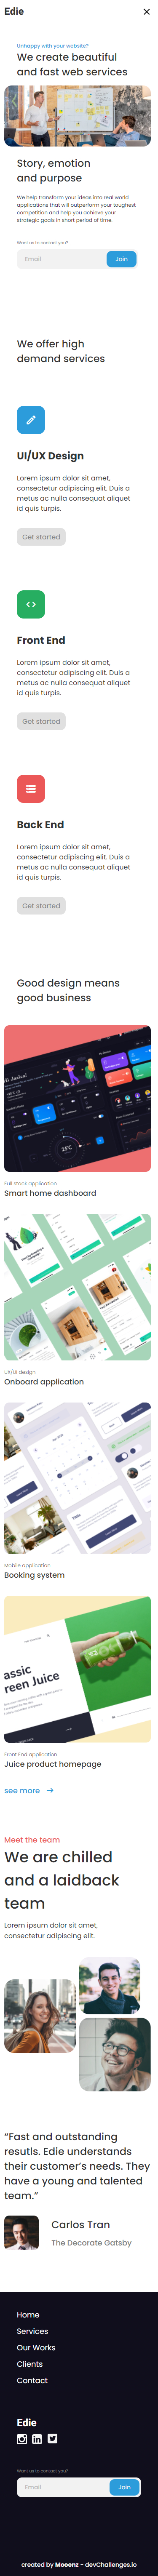 Edie
Unhappy with your website?
We create beautiful
and fast web services
Story, emotion
and purpose
We help transform your ideas into real world
applications that will outperform your toughest
competition and help you achieve your
strategic goals in short period of time.
Want us to contact you?
Email
Join
We offer high
demand services
UI/UX Design
Lorem ipsum dolor sit amet,
consectetur adipiscing elit. Duis a
metus ac nulla consequat aliquet
id quis turpis.
Get started
Front End
Lorem ipsum dolor sit amet,
consectetur adipiscing elit. Duis a
metus ac nulla consequat aliquet
id quis turpis.
Get started
Back End
Lorem ipsum dolor sit amet,
consectetur adipiscing elit. Duis a
metus ac nulla consequat aliquet
id quis turpis.
Get started
Good design means
good business
Full stack application
Smart home dashboard
UX/UI design
Onboard application
Mobile application
Booking system
assic
reen Juice
Front End application
Juice product homepage
see more
Meet the team
We are chilled
and a laidback
team
Lorem ipsum dolor sit amet,
consectetur adipiscing elit.
“Fast and outstanding
resutls. Edie understands
their customer’s needs. They
have a young and talented
team.”
Carlos Tran
The Decorate Gatsby
Home
Services
Our Works
Clients
Contact
Edie
Want us to contact you?
Email
Join
created by Mooenz - devChallenges.io